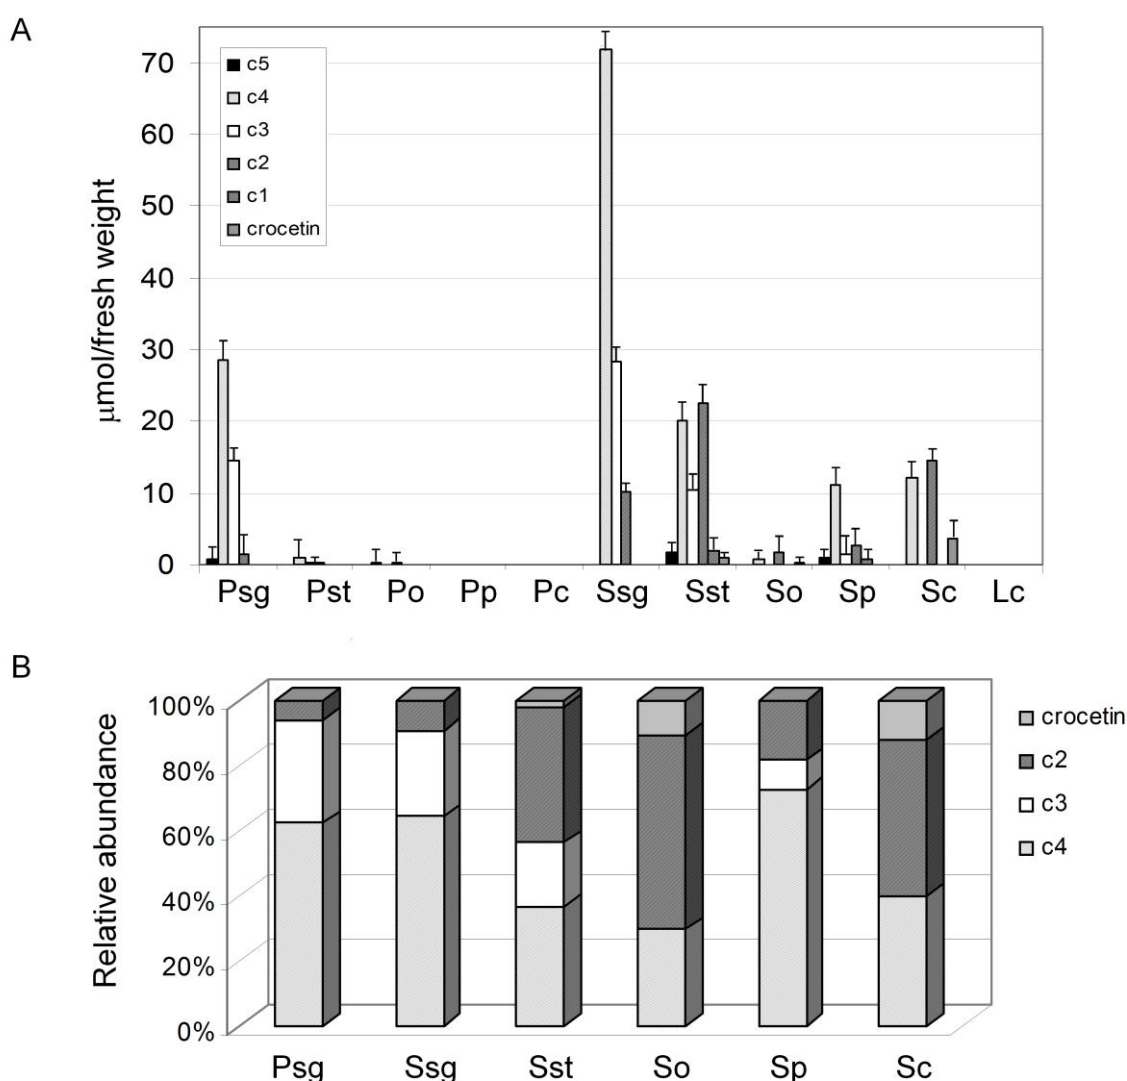 A
70
60
50
40
30
20
10
0
μmol/fresh weight
c5
c4
c3
c2
c1
crocetin
Psg Pst Po Pp Pc Ssg Sst So Sp Sc Lc
B
100%
80%
60%
40%
20%
0%
Relative abundance
crocetin
c2
c3
c4
Psg Ssg Sst So Sp Sc